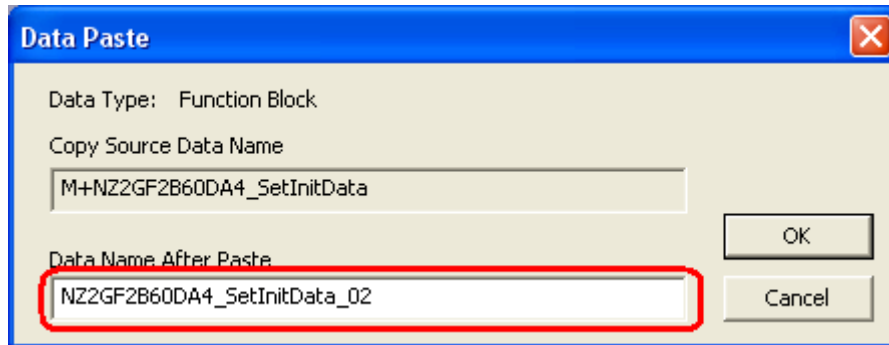 Data Paste
Data Type: Function Block
Copy Source Data Name
M+NZ2GF2B60DA4_SetInitData
OK
Data Name After Paste
NZ2GF2B60DA4_SetInitData_02
Cancel